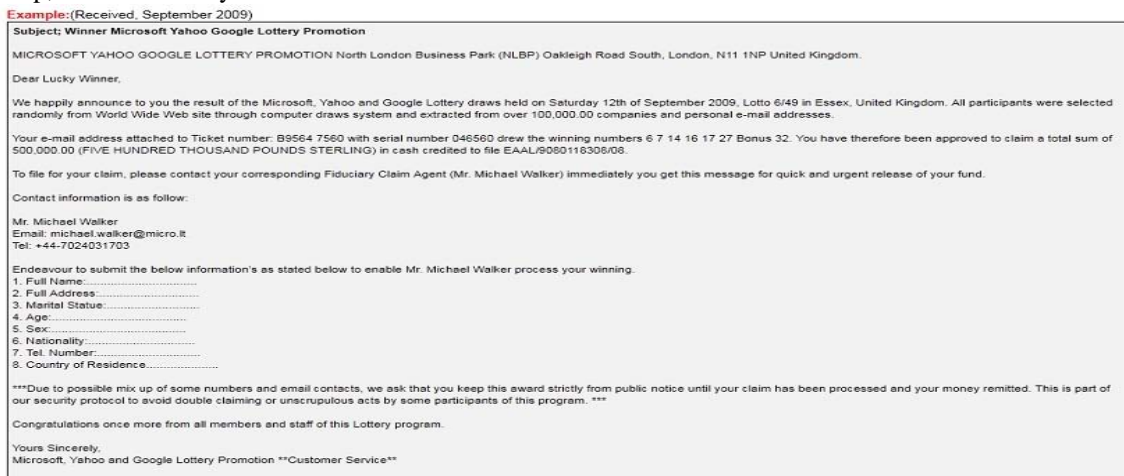 Example:(Received, September 2009)
Subject; Winner Microsoft Yahoo Google Lottery Promotion
MICROSOFT YAHOO GOOGLE LOTTERY PROMOTION North London Business Park (NLBP) Oakleigh Road South, London, N11 1NP United Kingdom.
Dear Lucky Winner,
We happily announce to you the result of the Microsoft, Yahoo and Google Lottery draws held on Saturday 12th of September 2009, Lotto 6/49 in Essex, United Kingdom. All participants were selected
randomly from World Wide Web site through computer draws system and extracted from over 100,000.00 companies and personal e-mail addresses.
Your e-mail address attached to Ticket number: B9564 7560 with serial number 046560 drew the winning numbers 6 7 14 16 17 27 Bonus 32. You have therefore been approved to claim a total sum of
500,000.00 (FIVE HUNDRED THOUSAND POUNDS STERLING) in cash credited to file EAAL/9080118308/08.
To file for your claim, please contact your corresponding Fiduciary Claim Agent (Mr. Michael Walker) immediately you get this message for quick and urgent release of your fund.
Contact information is as follow:
Mr. Michael Walker
Email: michael.walker@micro.lt
Tel: +44-7024031703
Endeavour to submit the below information's as stated below to enable Mr. Michael Walker process your winning.
1. Full Name:..................................
2. Full Address:...............................
3. Marital Statue:.............................
4. Age:.........................................
5. Sex:.........................................
6. Nationality:.................................
7. Tel. Number:................................
8. Country of Residence......................
***Due to possible mix up of some numbers and email contacts, we ask that you keep this award strictly from public notice until your claim has been processed and your money remitted. This is part of
our security protocol to avoid double claiming or unscrupulous acts by some participants of this program. ***
Congratulations once more from all members and staff of this Lottery program.
Yours Sincerely,
Microsoft, Yahoo and Google Lottery Promotion **Customer Service**